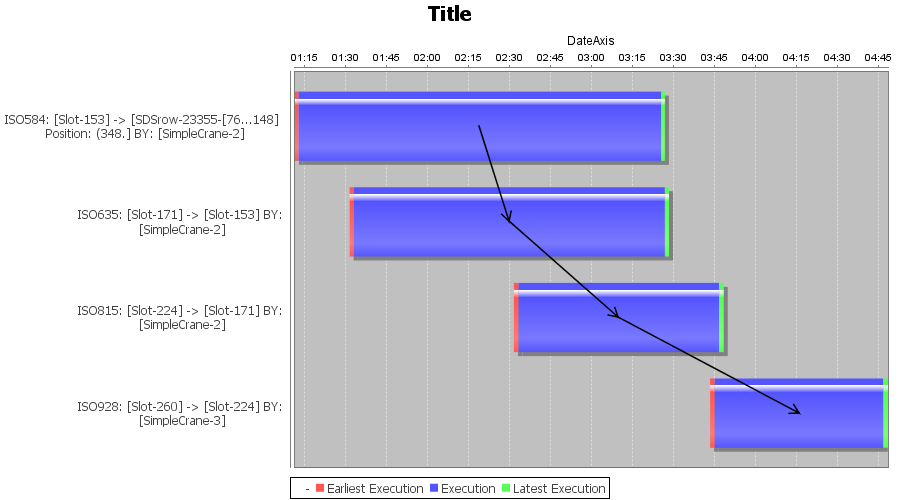 Title
DateAxis
01:15 01:30 01:45 02:00 02:15 02:30 02:45 03:00 03:15 03:30 03:45 04:00 04:15 04:30 04:45
ISO584: [Slot-153] -> [SDSrow-23355-[76...148]
Position: (348.] BY: [SimpleCrane-2]
ISO635: [Slot-171] -> [Slot-153] BY:
[SimpleCrane-2]
ISO815: [Slot-224] -> [Slot-171] BY:
[SimpleCrane-2]
ISO928: [Slot-260] -> [Slot-224] BY:
[SimpleCrane-3]
- Earliest Execution Execution Latest Execution